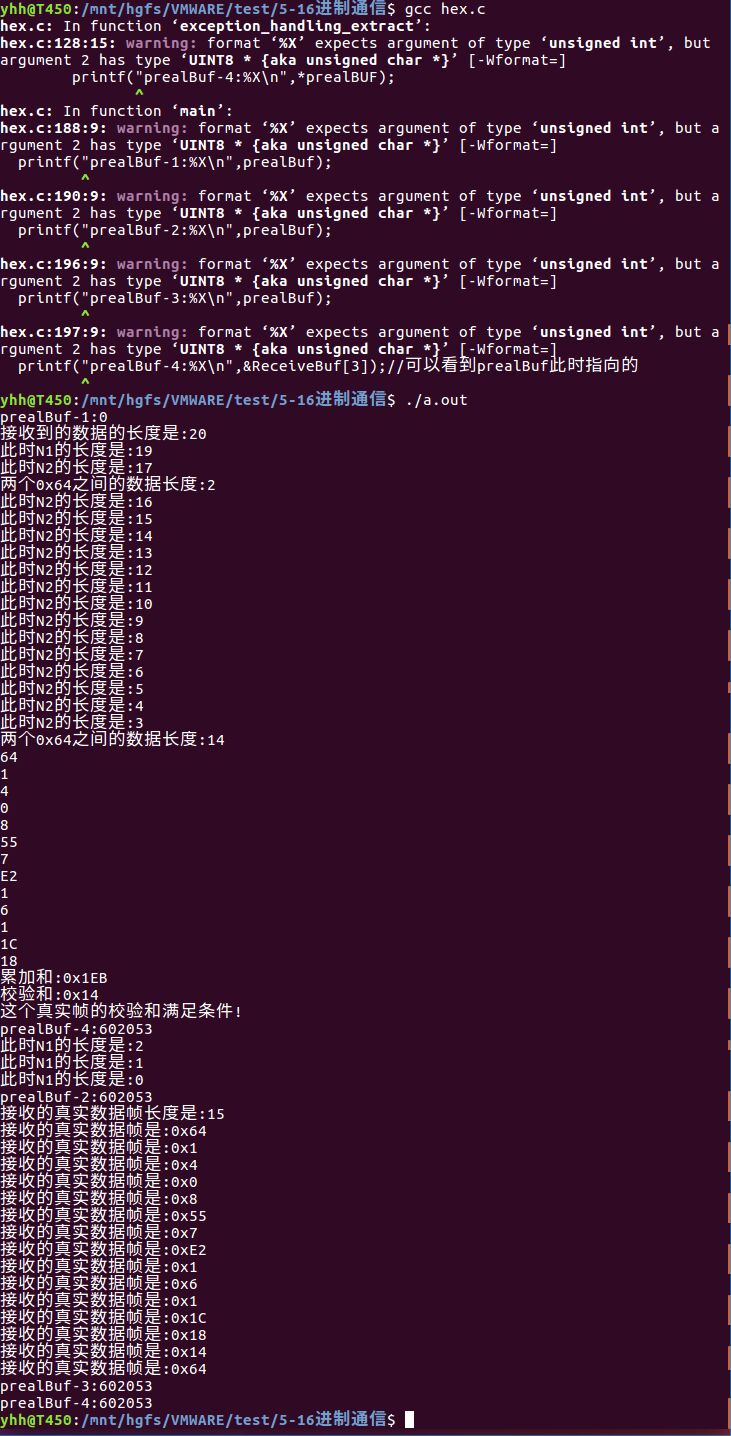 yhh@T450:/mnt/hgfs/VMWARE/test/5-16进制通信$ gcc hex.c
hex.c: In function ‘exception_handling_extract’:
hex.c:128:15: warning: format ‘%X’ expects argument of type ‘unsigned int’, but
argument 2 has type ‘UINT8 * {aka unsigned char *}’ [-Wformat=]
printf("prealBuf-4:%X\n",*prealBUF);
^
hex.c: In function ‘main’:
hex.c:188:9: warning: format ‘%X’ expects argument of type ‘unsigned int’, but a
rgument 2 has type ‘UINT8 * {aka unsigned char *}’ [-Wformat=]
printf("prealBuf-1:%X\n",prealBuf);
^
hex.c:190:9: warning: format ‘%X’ expects argument of type ‘unsigned int’, but a
rgument 2 has type ‘UINT8 * {aka unsigned char *}’ [-Wformat=]
printf("prealBuf-2:%X\n",prealBuf);
^
hex.c:196:9: warning: format ‘%X’ expects argument of type ‘unsigned int’, but a
rgument 2 has type ‘UINT8 * {aka unsigned char *}’ [-Wformat=]
printf("prealBuf-3:%X\n",prealBuf);
^
hex.c:197:9: warning: format ‘%X’ expects argument of type ‘unsigned int’, but a
rgument 2 has type ‘UINT8 * {aka unsigned char *}’ [-Wformat=]
printf("prealBuf-4:%X\n",&ReceiveBuf[3]);//可以看到prealBuf此时指向的
^
yhh@T450:/mnt/hgfs/VMWARE/test/5-16进制通信$ ./a.out
prealBuf-1:0
接收到的数据的长度是:20
此时N1的长度是:19
此时N2的长度是:17
两个0x64之间的数据长度:2
此时N2的长度是:16
此时N2的长度是:15
此时N2的长度是:14
此时N2的长度是:13
此时N2的长度是:12
此时N2的长度是:11
此时N2的长度是:10
此时N2的长度是:9
此时N2的长度是:8
此时N2的长度是:7
此时N2的长度是:6
此时N2的长度是:5
此时N2的长度是:4
此时N2的长度是:3
两个0x64之间的数据长度:14
64
1
4
0
8
55
7
E2
1
6
1
1C
18
累加和:0x1EB
校验和:0x14
这个真实帧的校验和满足条件!
prealBuf-4:602053
此时N1的长度是:2
此时N1的长度是:1
此时N1的长度是:0
prealBuf-2:602053
接收的真实数据帧长度是:15
接收的真实数据帧是:0x64
接收的真实数据帧是:0x1
接收的真实数据帧是:0x4
接收的真实数据帧是:0x0
接收的真实数据帧是:0x8
接收的真实数据帧是:0x55
接收的真实数据帧是:0x7
接收的真实数据帧是:0xE2
接收的真实数据帧是:0x1
接收的真实数据帧是:0x6
接收的真实数据帧是:0x1
接收的真实数据帧是:0x1C
接收的真实数据帧是:0x18
接收的真实数据帧是:0x14
接收的真实数据帧是:0x64
prealBuf-3:602053
prealBuf-4:602053
yhh@T450:/mnt/hgfs/VMWARE/test/5-16进制通信$